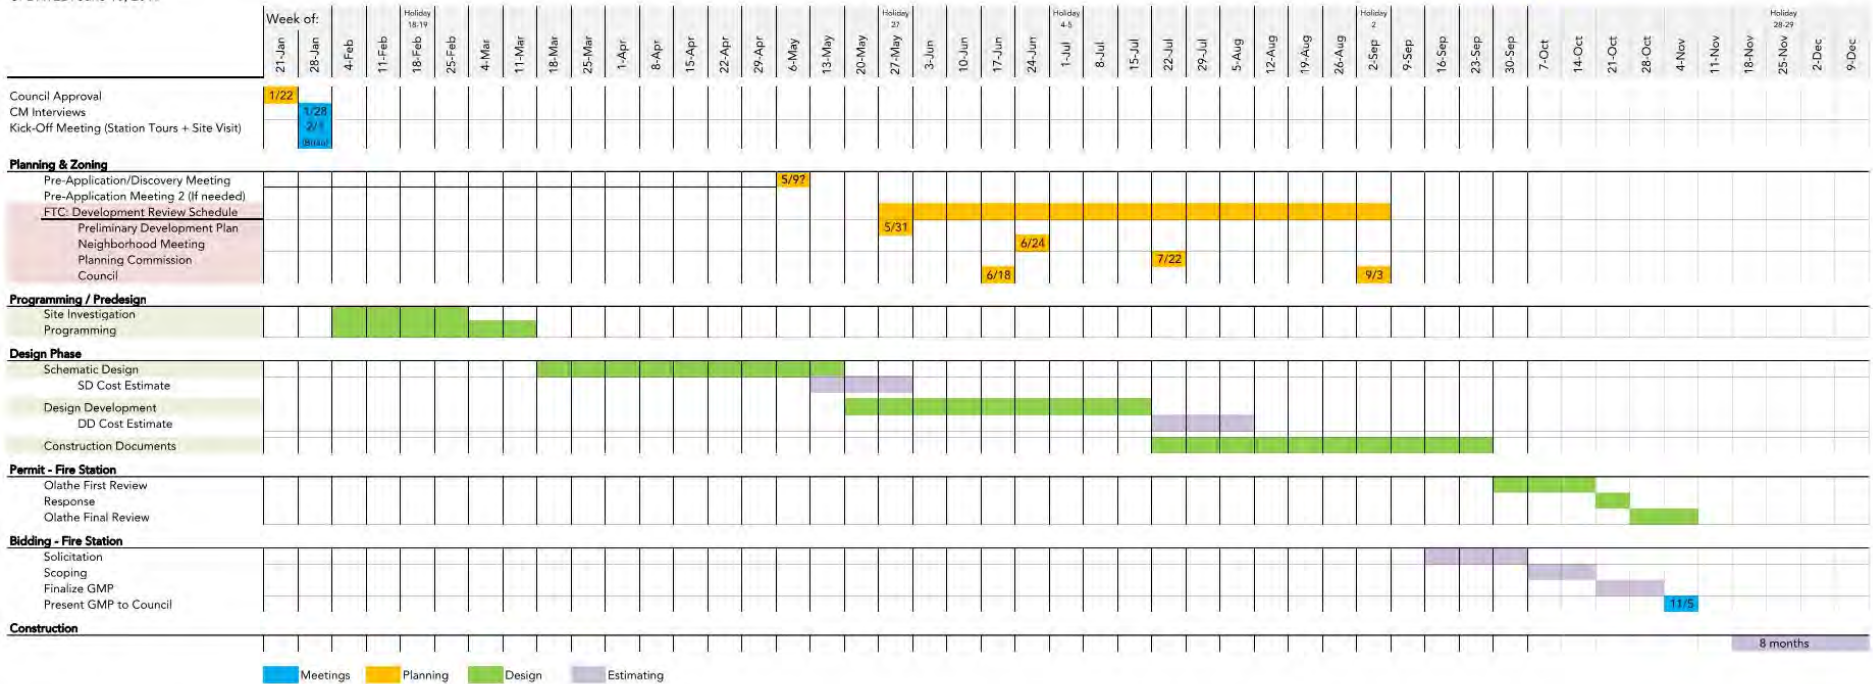 Week of:
Holiday
18-19
Holiday
27
Holiday
4-5
Holiday
2
Holiday
28-29
21-Jan 28-Jan 4-Feb 11-Feb 18-Feb 25-Feb 4-Mar 11-Mar 18-Mar 25-Mar 1-Apr 8-Apr 15-Apr 22-Apr 29-Apr 6-May 13-May 20-May 27-May 3-Jun 10-Jun 17-Jun 24-Jun 1-Jul 8-Jul 15-Jul 22-Jul 29-Jul 5-Aug 12-Aug 19-Aug 26-Aug 2-Sep 9-Sep 16-Sep 23-Sep 30-Sep 7-Oct 14-Oct 21-Oct 28-Oct 4-Nov 11-Nov 18-Nov 25-Nov 2-Dec 9-Dec
Council Approval 1/22
CM Interviews 1/28
Kick-Off Meeting (Station Tours + Site Visit) 2/1
Planning & Zoning
Pre-Application/Discovery Meeting 5/9?
Pre-Application Meeting 2 (If needed)
FTC: Development Review Schedule
Preliminary Development Plan 5/31
Neighborhood Meeting 6/24
Planning Commission 7/22
Council 6/18 9/3
Programming / Predesign
Site Investigation
Programming
Design Phase
Schematic Design
SD Cost Estimate
Design Development
DD Cost Estimate
Construction Documents
Permit - Fire Station
Olathe First Review
Response
Olathe Final Review
Bidding - Fire Station
Solicitation
Scoping
Finalize GMP
Present GMP to Council 11/5
Construction
8 months
Meetings Planning Design Estimating